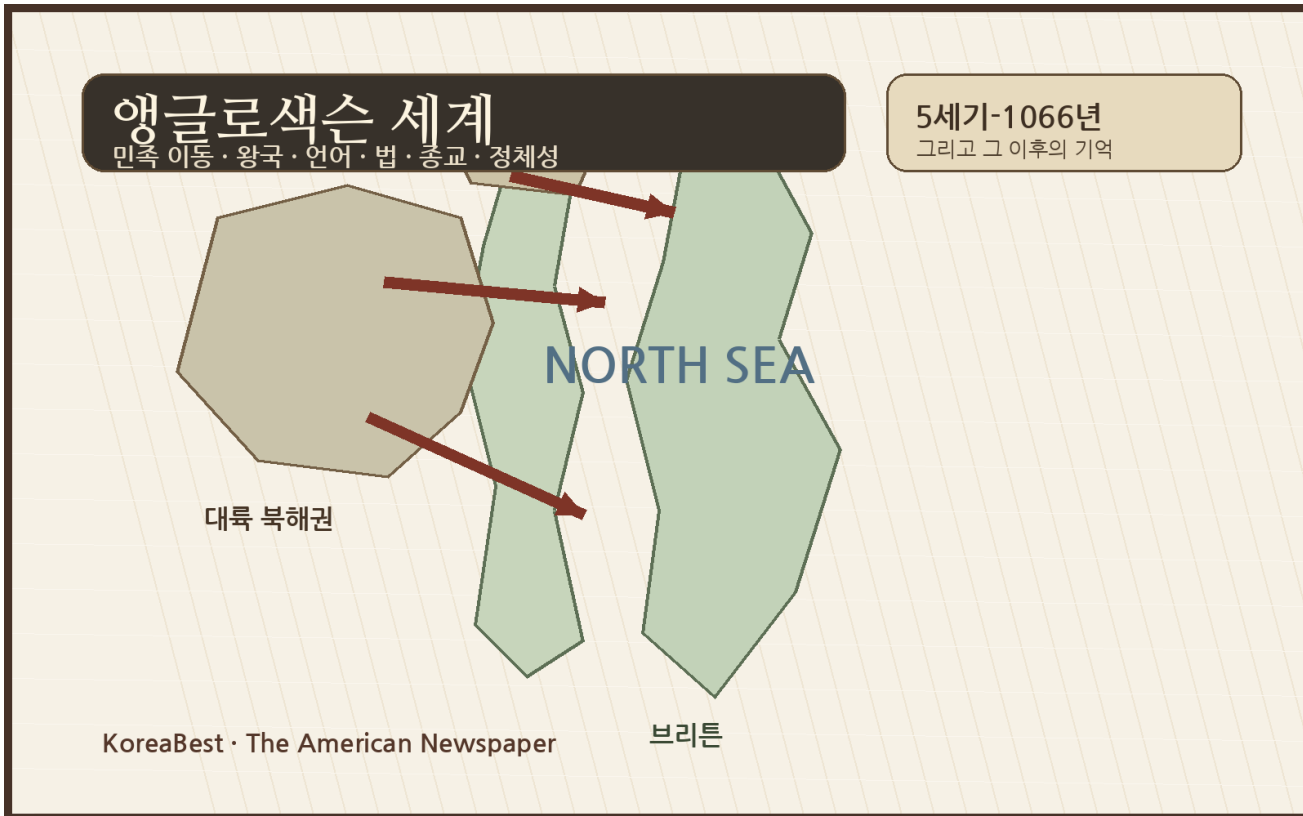 앵글로색슨 세계
민족 이동 · 왕국 · 언어 · 법 · 종교 · 정체성
5세기-1066년
그리고 그 이후의 기억
NORTH SEA
대륙 북해권
브리튼
KoreaBest · The American Newspaper